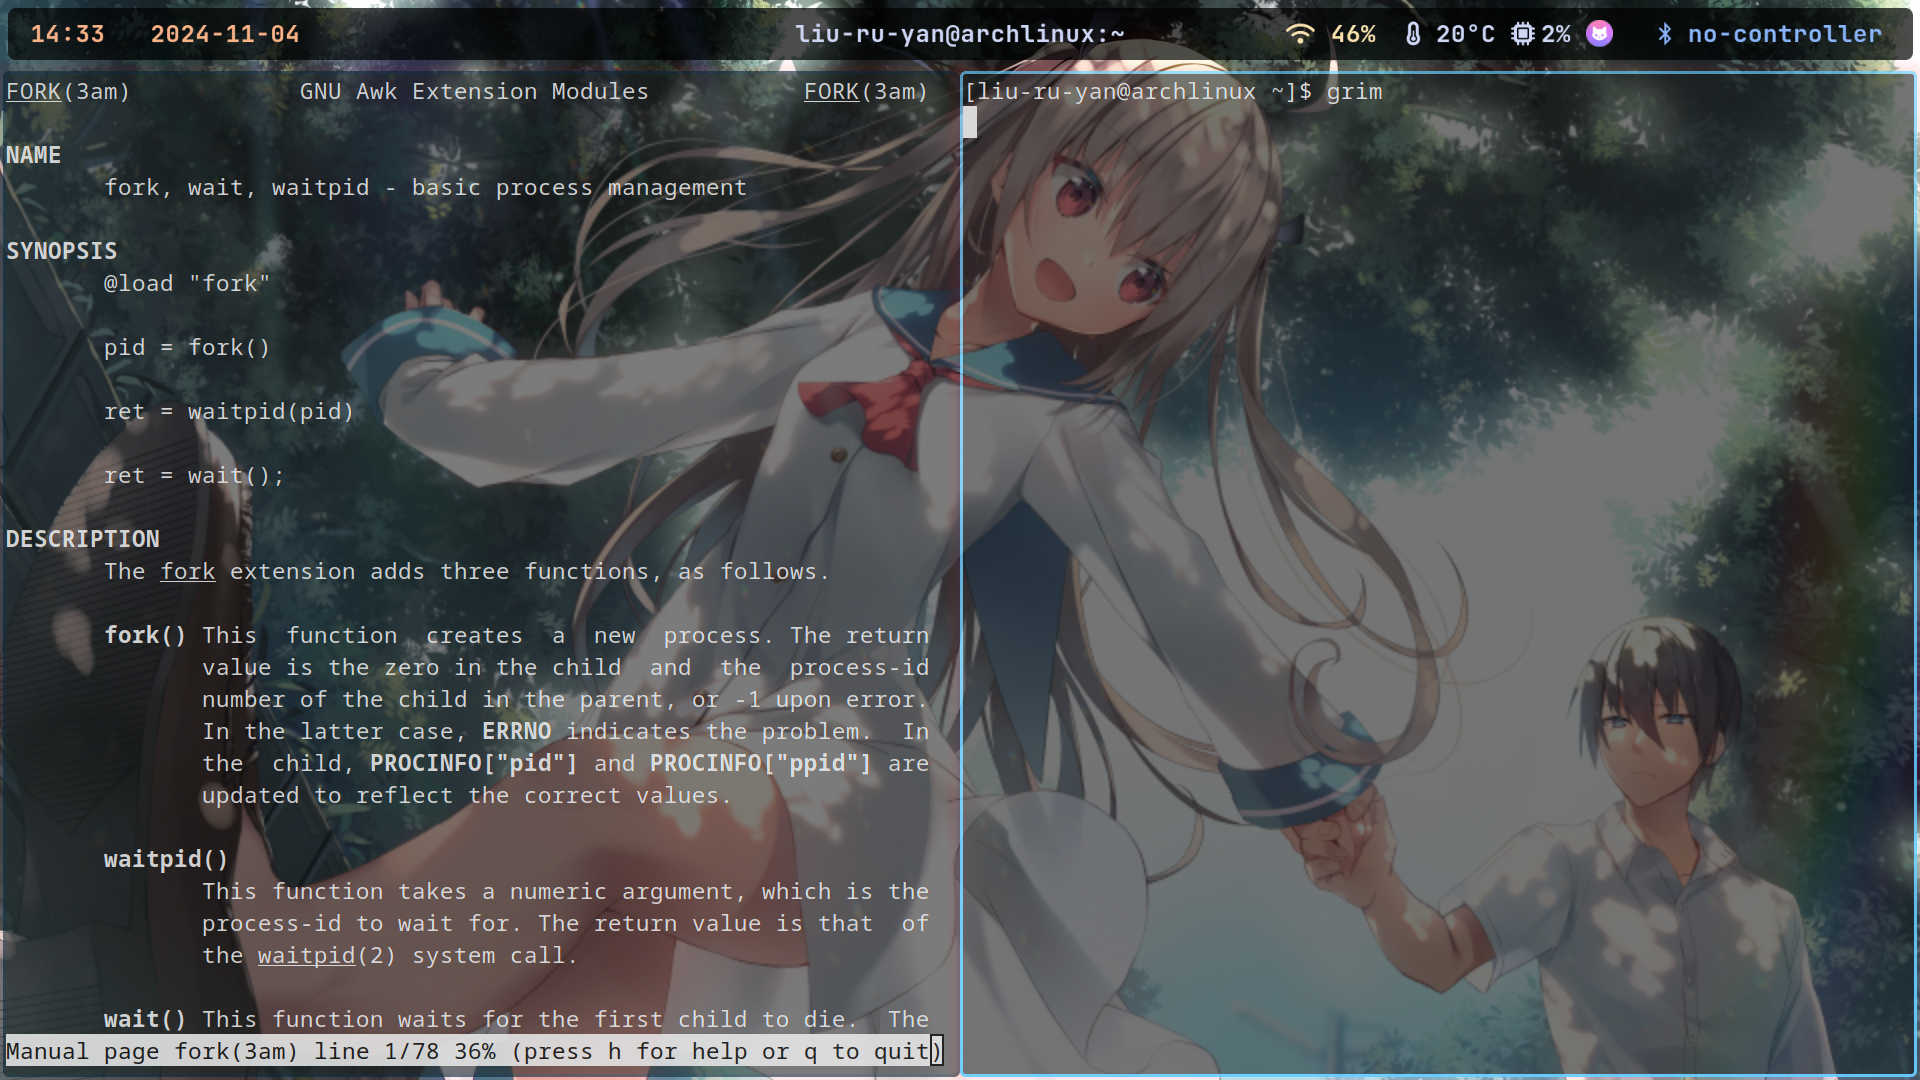 14:33 2024-11-04 liu-ru-yan@archlinux:~ 46% 20°C 2% no-controller
FORK(3am) GNU Awk Extension Modules FORK(3am)
NAME
fork, wait, waitpid - basic process management
SYNOPSIS
@load "fork"
pid = fork()
ret = waitpid(pid)
ret = wait();
DESCRIPTION
The fork extension adds three functions, as follows.
fork() This function creates a new process. The return
value is the zero in the child and the process-id
number of the child in the parent, or -1 upon error.
In the latter case, ERRNO indicates the problem. In
the child, PROCINFO["pid"] and PROCINFO["ppid"] are
updated to reflect the correct values.
waitpid()
This function takes a numeric argument, which is the
process-id to wait for. The return value is that of
the waitpid(2) system call.
wait() This function waits for the first child to die. The
Manual page fork(3am) line 1/78 36% (press h for help or q to quit)
[liu-ru-yan@archlinux ~]$ grim